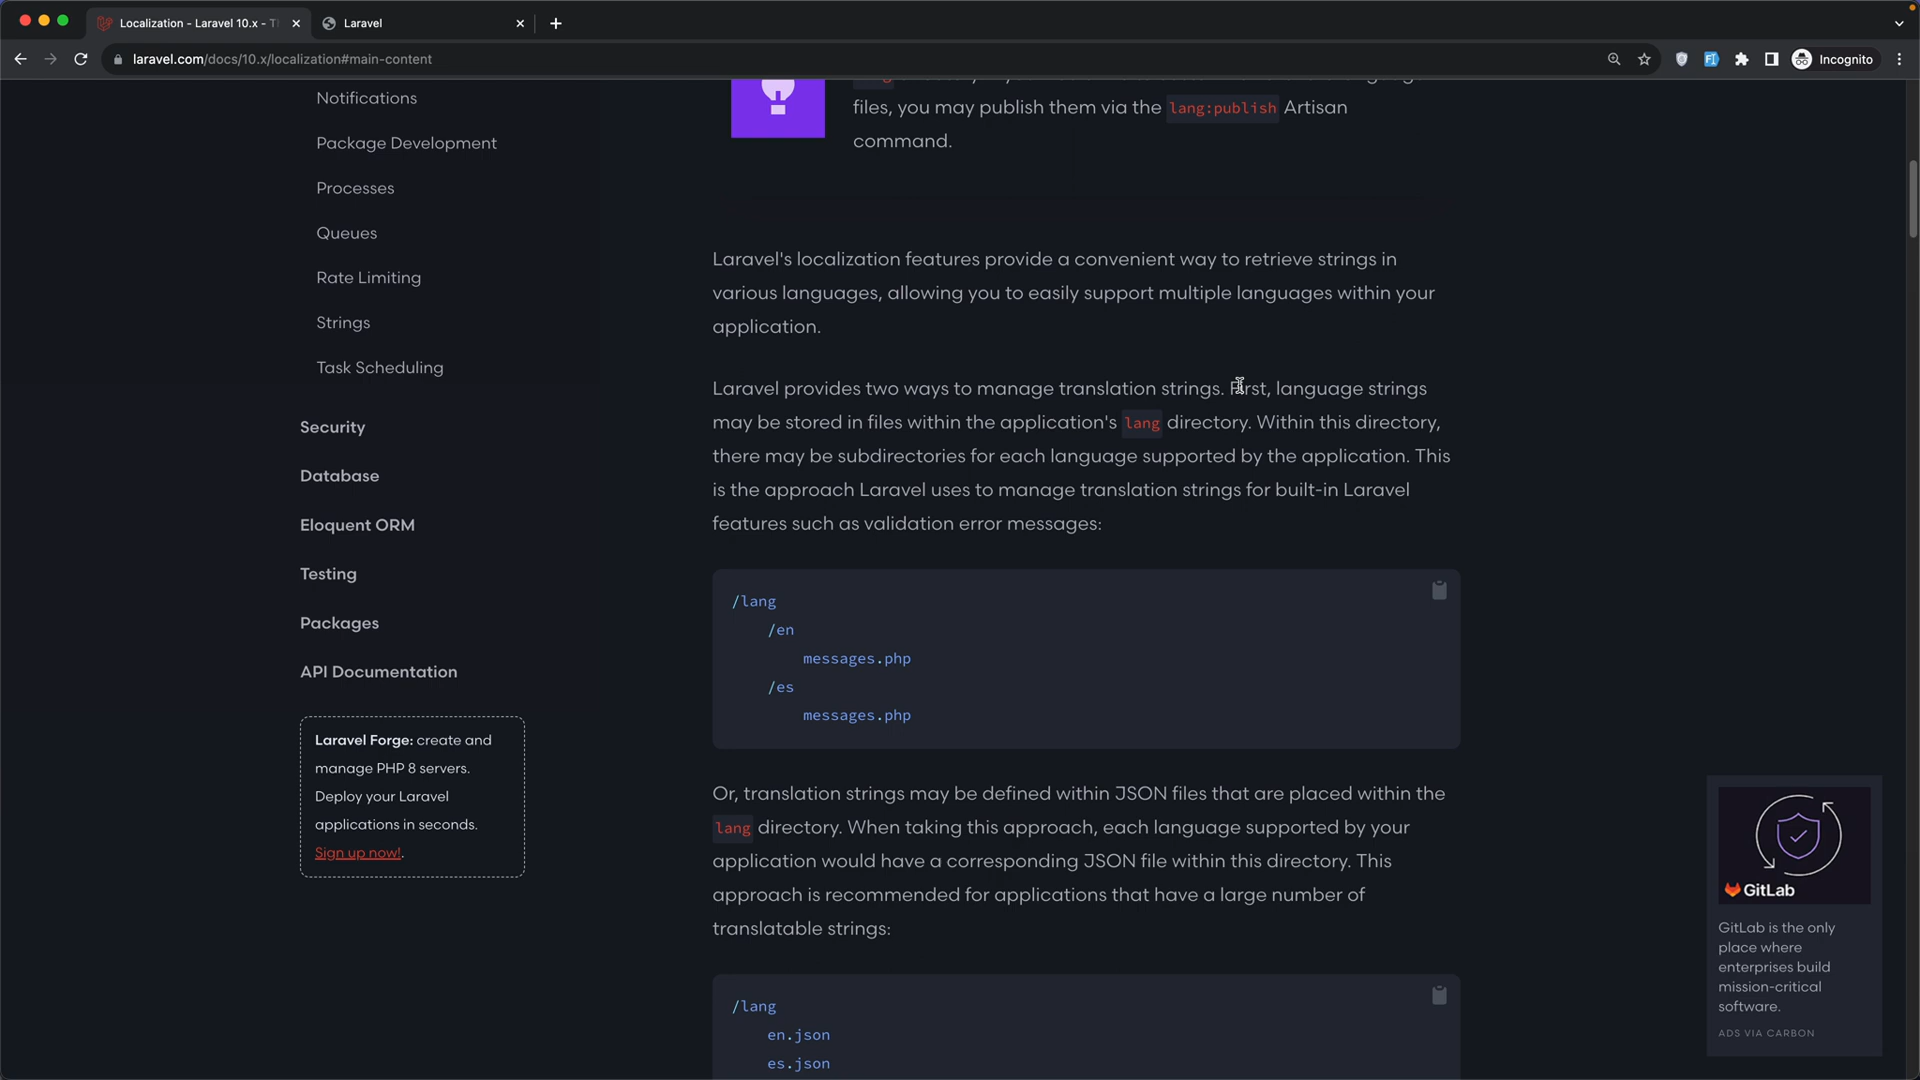 Localization - Laravel 10.x - T
Laravel
laravel.com/docs/10.x/localization#main-content
Incognito
Notifications
Package Development
Processes
Queues
Rate Limiting
Strings
Task Scheduling
Security
Database
Eloquent ORM
Testing
Packages
API Documentation
Laravel Forge: create and
manage PHP 8 servers.
Deploy your Laravel
applications in seconds.
Sign up now!.
files, you may publish them via the lang:publish Artisan
command.
Laravel's localization features provide a convenient way to retrieve strings in
various languages, allowing you to easily support multiple languages within your
application.
Laravel provides two ways to manage translation strings. First, language strings
may be stored in files within the application's lang directory. Within this directory,
there may be subdirectories for each language supported by the application. This
is the approach Laravel uses to manage translation strings for built-in Laravel
features such as validation error messages:
/lang
/en
messages.php
/es
messages.php
Or, translation strings may be defined within JSON files that are placed within the
lang directory. When taking this approach, each language supported by your
application would have a corresponding JSON file within this directory. This
approach is recommended for applications that have a large number of
translatable strings:
/lang
en.json
es.json
GitLab
GitLab is the only
place where
enterprises build
mission-critical
software.
ADS VIA CARBON